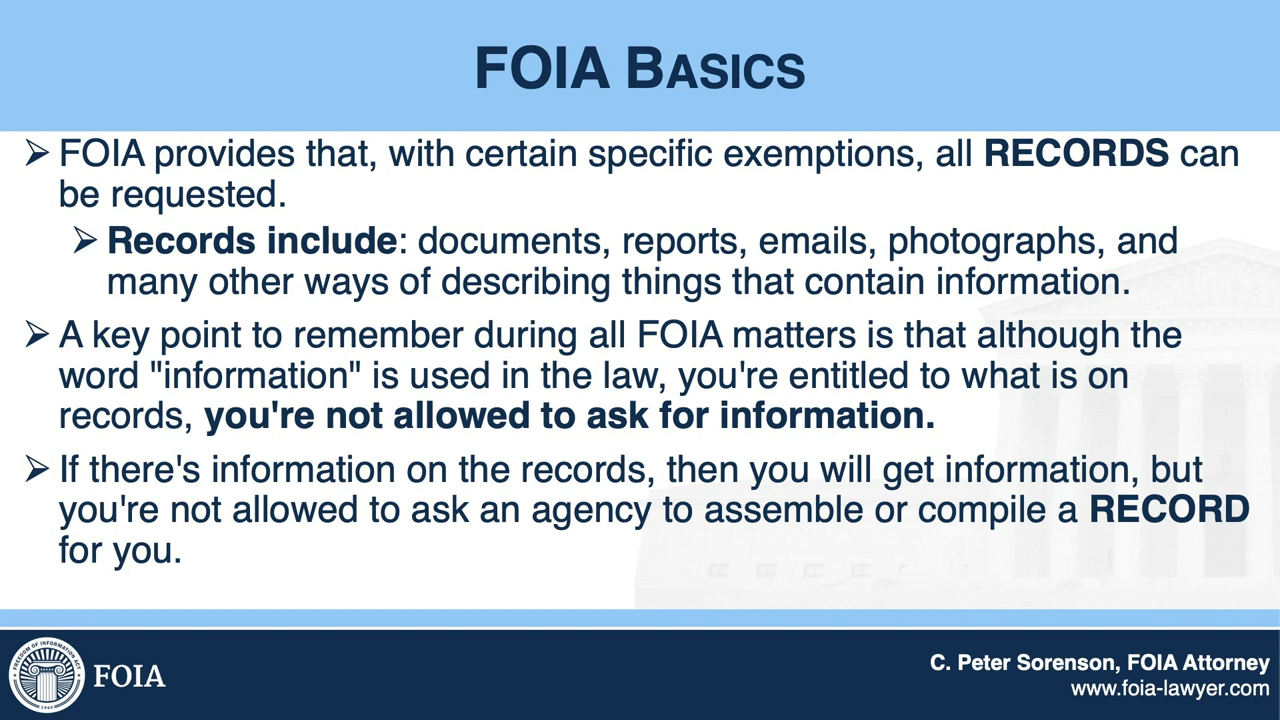 FOIA BASICS
➢ FOIA provides that, with certain specific exemptions, all RECORDS can
be requested.
➢ Records include: documents, reports, emails, photographs, and
many other ways of describing things that contain information.
➢ A key point to remember during all FOIA matters is that although the
word "information" is used in the law, you're entitled to what is on
records, you're not allowed to ask for information.
➢ If there's information on the records, then you will get information, but
you're not allowed to ask an agency to assemble or compile a RECORD
for you.
FREEDOM OF INFORMATION ACT
1966
FOIA
C. Peter Sorenson, FOIA Attorney
www.foia-lawyer.com